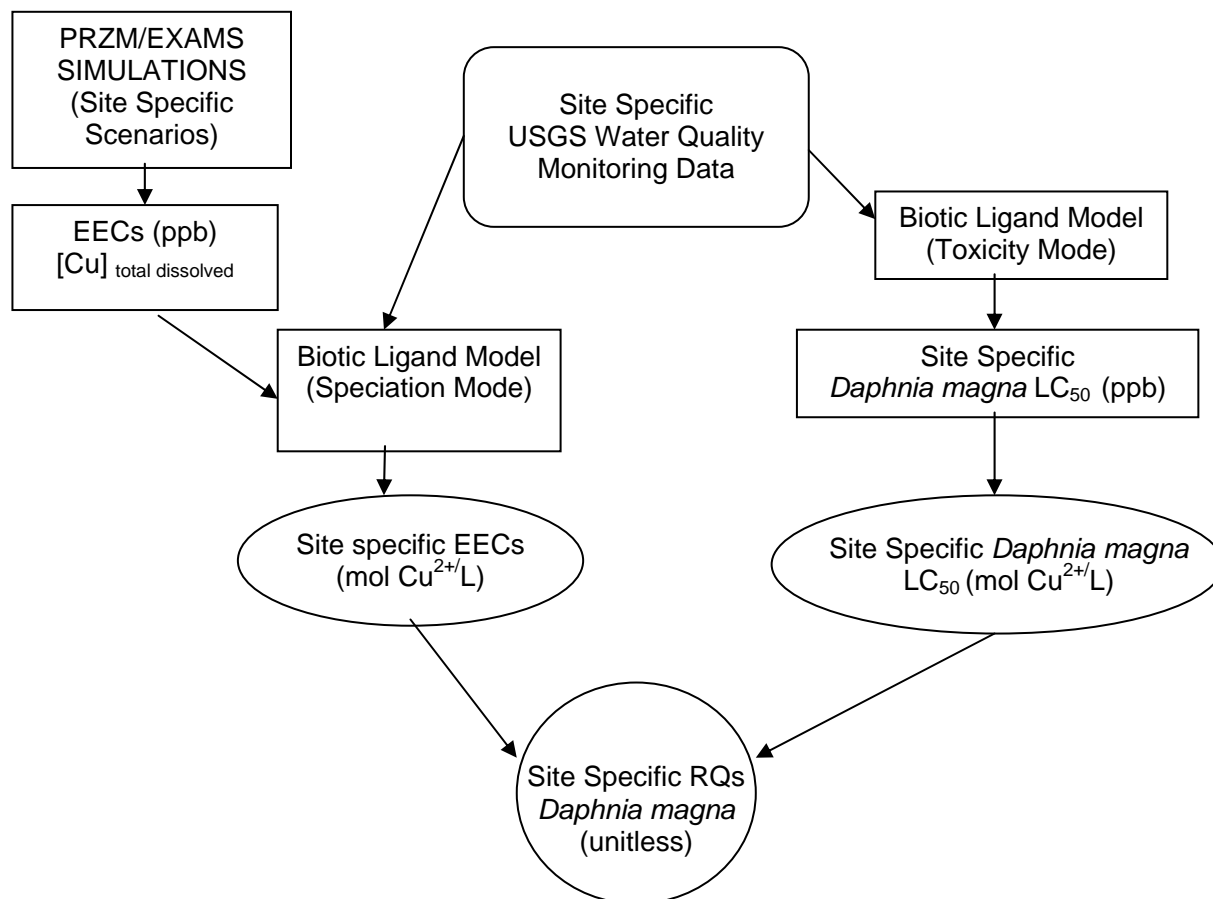 PRZM/EXAMS
SIMULATIONS
(Site Specific
Scenarios)
Site Specific
USGS Water Quality
Monitoring Data
EECs (ppb)
[Cu] total dissolved
Biotic Ligand Model
(Toxicity Mode)
Biotic Ligand Model
(Speciation Mode)
Site Specific
Daphnia magna LC₅₀ (ppb)
Site specific EECs
(mol Cu²⁺/L)
Site Specific Daphnia magna
LC₅₀ (mol Cu²⁺/L)
Site Specific RQs
Daphnia magna
(unitless)